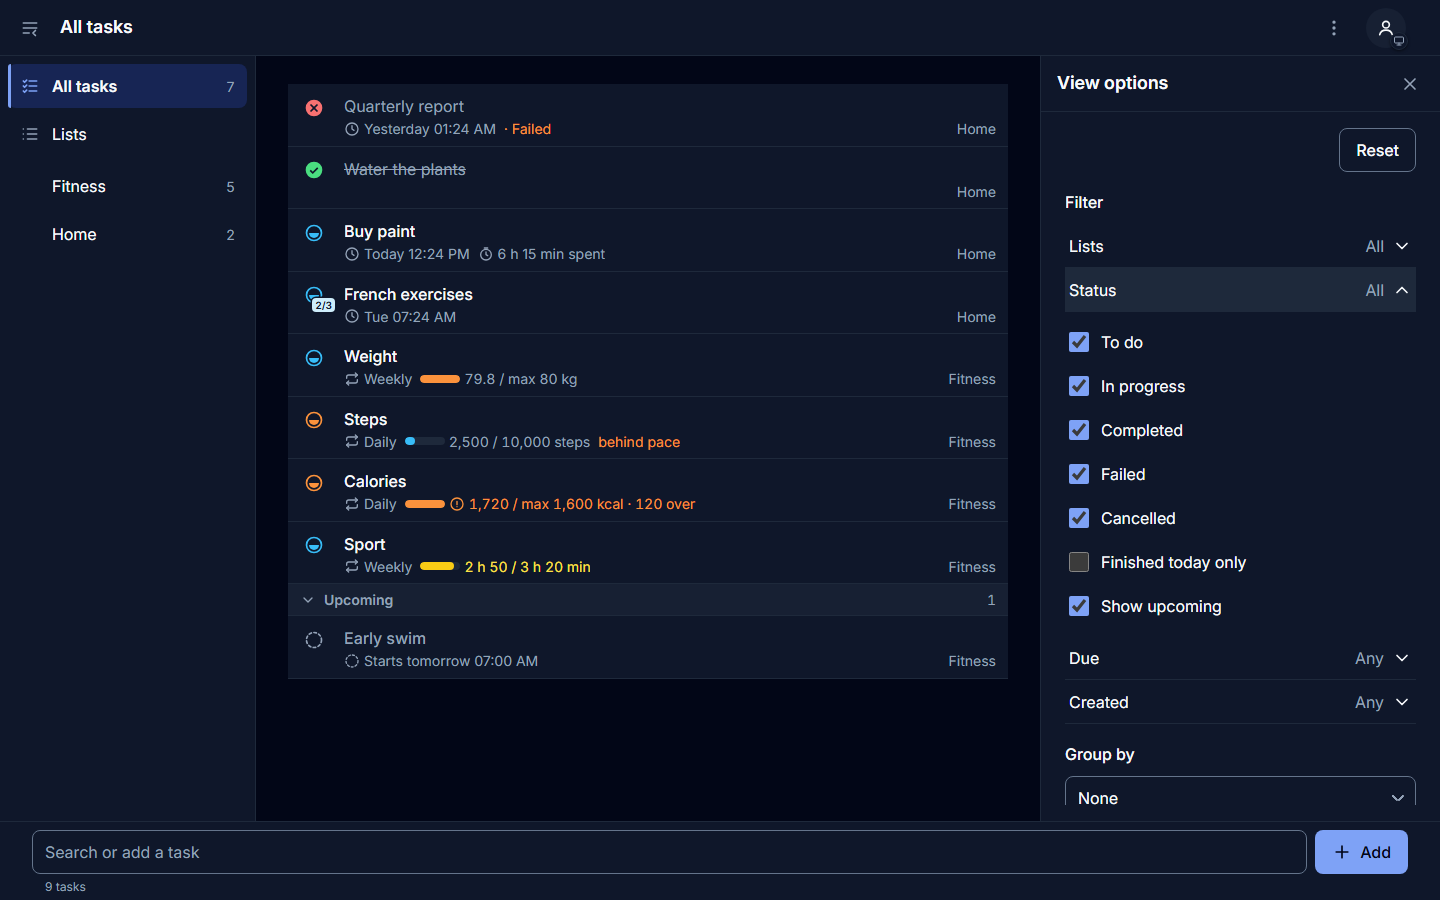 All tasks
All tasks 7
Lists
Fitness 5
Home 2
Quarterly report
Yesterday 01:24 AM · Failed Home
Water the plants
Home
Buy paint
Today 12:24 PM 6 h 15 min spent Home
French exercises
2/3
Tue 07:24 AM Home
Weight
Weekly 79.8 / max 80 kg Fitness
Steps
Daily 2,500 / 10,000 steps behind pace Fitness
Calories
Daily 1,720 / max 1,600 kcal · 120 over Fitness
Sport
Weekly 2 h 50 / 3 h 20 min Fitness
Upcoming 1
Early swim
Starts tomorrow 07:00 AM Fitness
View options
Reset
Filter
Lists All
Status All
To do
In progress
Completed
Failed
Cancelled
Finished today only
Show upcoming
Due Any
Created Any
Group by
None
Search or add a task
Add
9 tasks